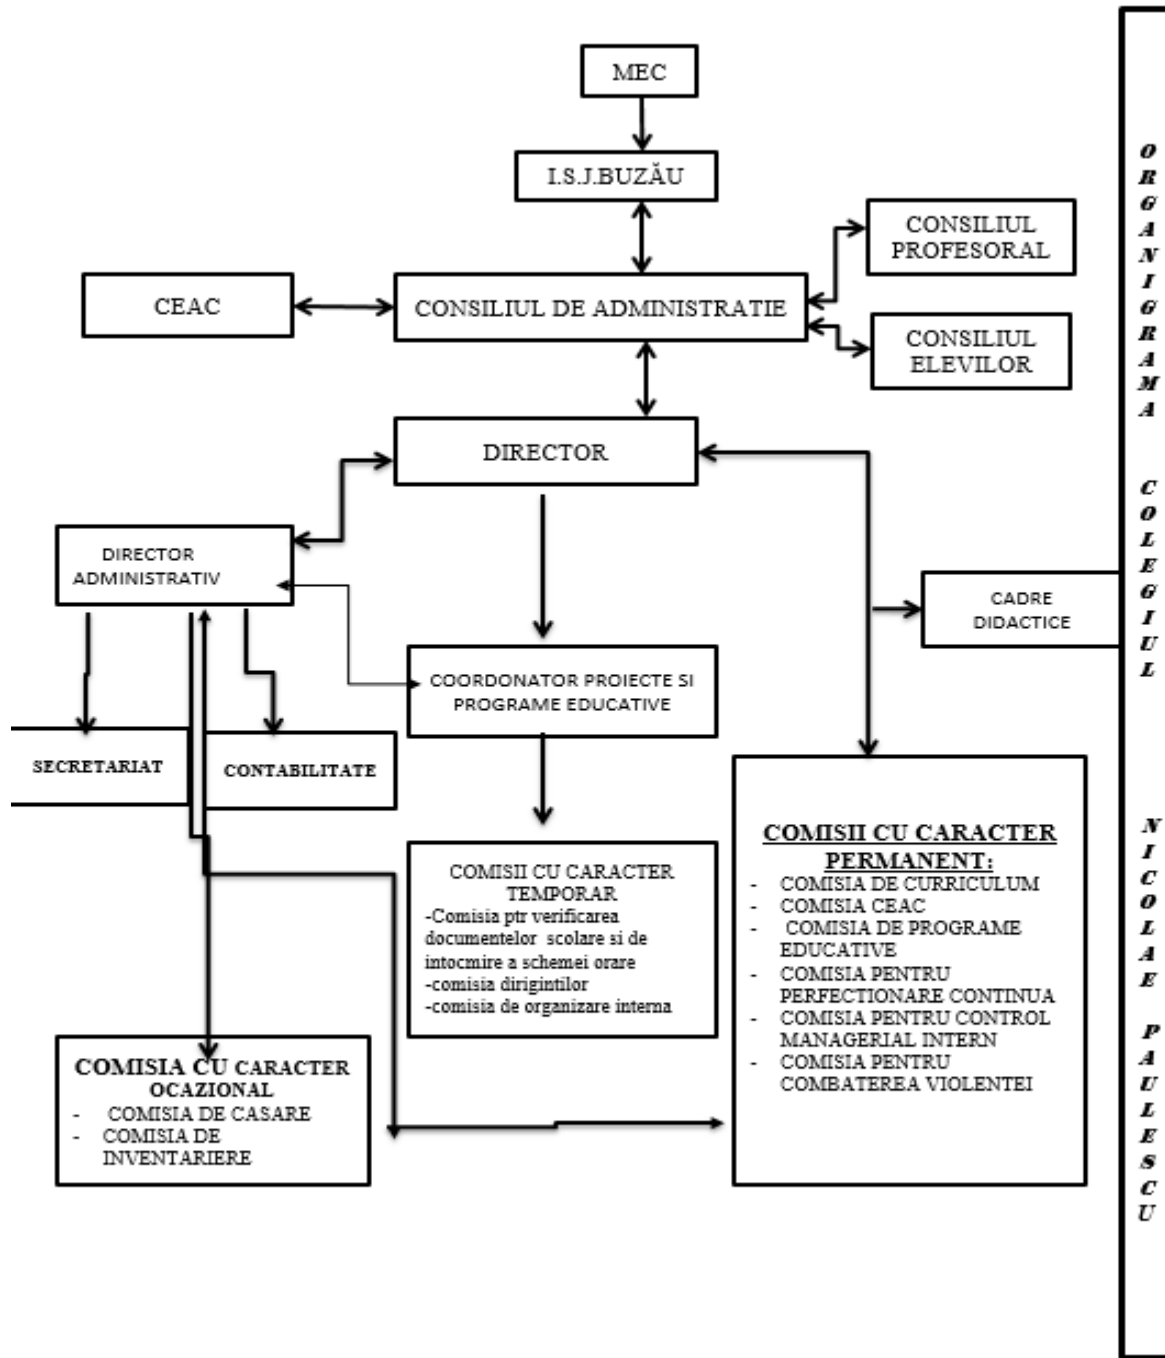 MEC
I.S.J.BUZĂU
CONSILIUL
PROFESORAL
CEAC
CONSILIUL DE ADMINISTRATIE
CONSILIUL
ELEVILOR
DIRECTOR
DIRECTOR
ADMINISTRATIV
CADRE
DIDACTICE
COORDONATOR PROIECTE SI
PROGRAME EDUCATIVE
SECRETARIAT
CONTABILITATE
COMISII CU CARACTER
TEMPORAR
-Comisia ptr verificarea
documentelor scolare si de
intocmire a schemei orare
-comisia dirigintilor
-comisia de organizare interna
COMISII CU CARACTER
PERMANENT:
- COMISIA DE CURRICULUM
- COMISIA CEAC
- COMISIA DE PROGRAME
EDUCATIVE
- COMISIA PENTRU
PERFECTIONARE CONTINUA
- COMISIA PENTRU CONTROL
MANAGERIAL INTERN
- COMISIA PENTRU
COMBATEREA VIOLENTEI
COMISIA CU CARACTER
OCAZIONAL
- COMISIA DE CASARE
- COMISIA DE
INVENTARIERE
ORGANIGRAMA COLEGIUL NICOLAE PAULESCU